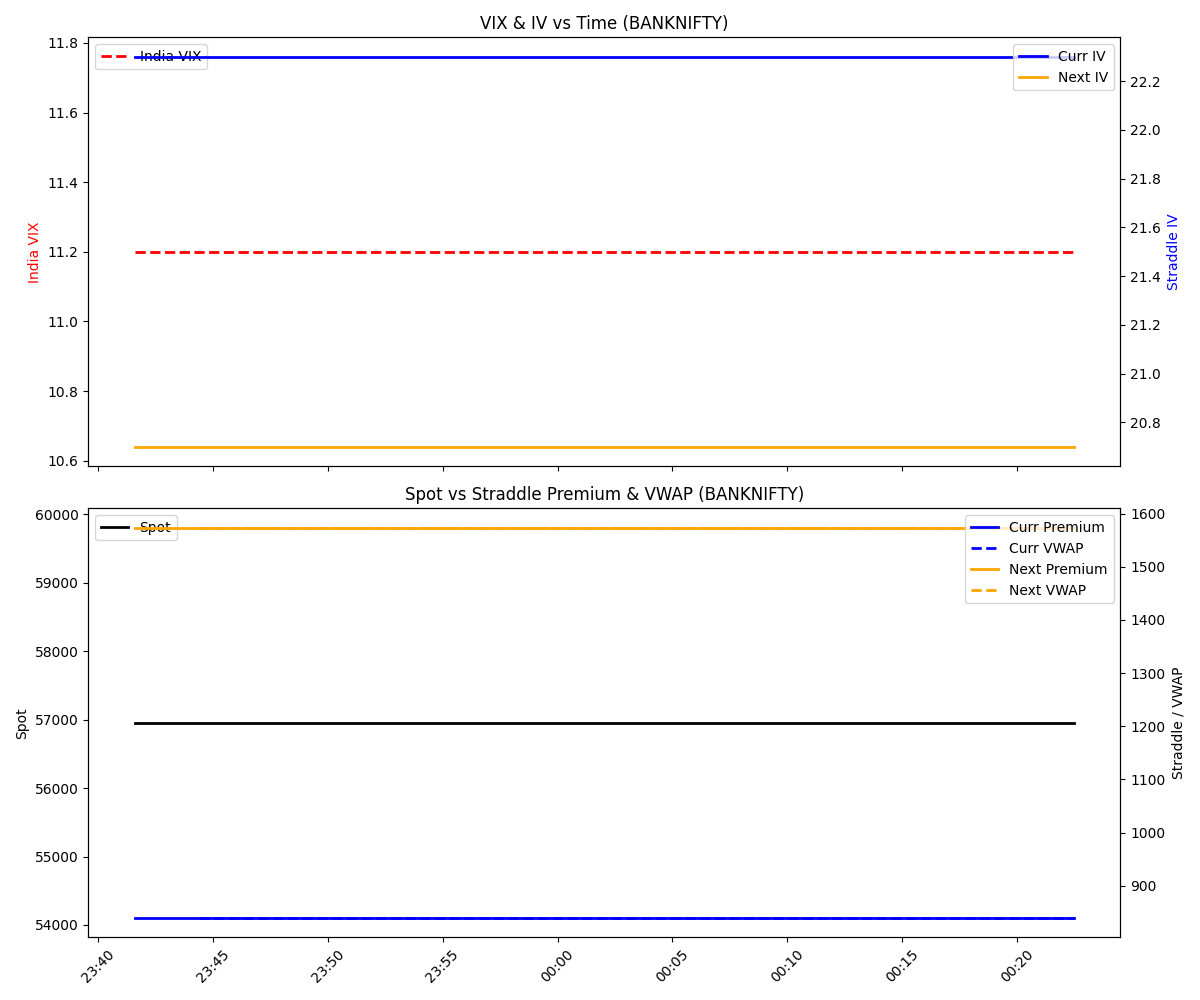 VIX & IV vs Time (BANKNIFTY)
India VIX
Curr IV
Next IV
11.8
11.6
11.4
11.2
11.0
10.8
10.6
India VIX
22.2
22.0
21.8
21.6
21.4
21.2
21.0
20.8
Straddle IV
Spot vs Straddle Premium & VWAP (BANKNIFTY)
Spot
Curr Premium
Curr VWAP
Next Premium
Next VWAP
60000
59000
58000
57000
56000
55000
54000
Spot
1600
1500
1400
1300
1200
1100
1000
900
Straddle / VWAP
23:40
23:45
23:50
23:55
00:00
00:05
00:10
00:15
00:20